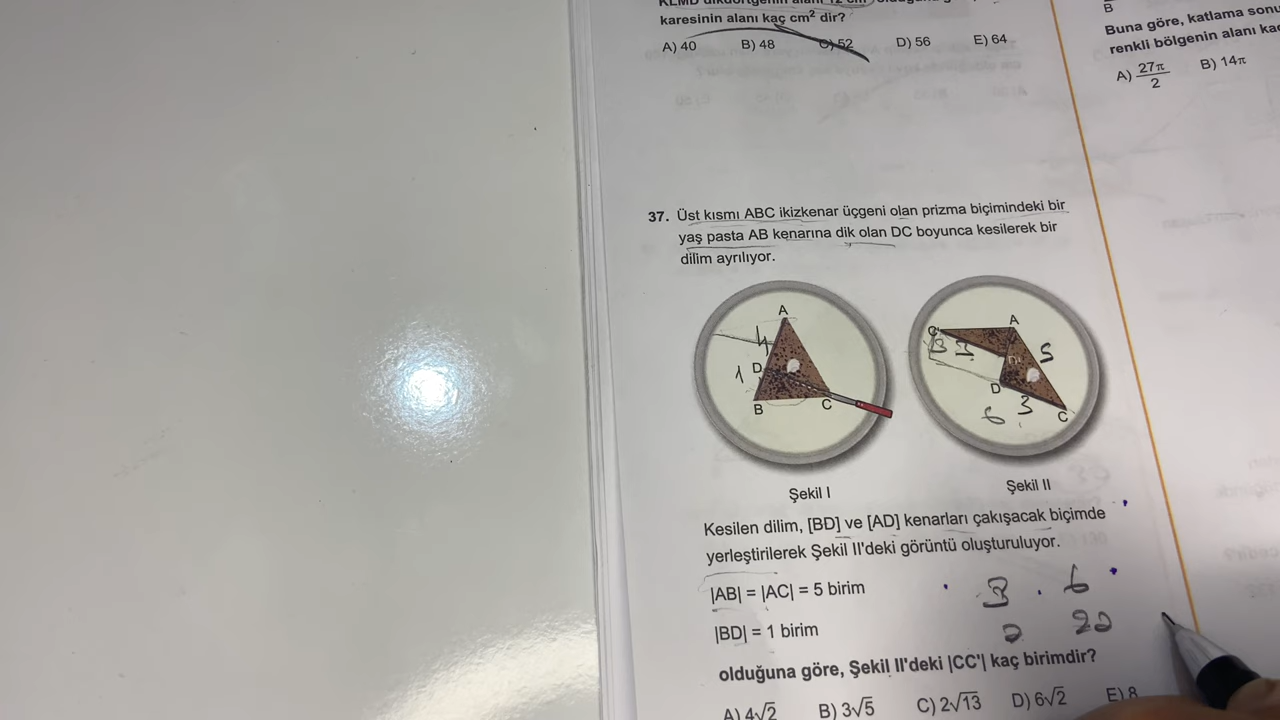 karesinin alanı kaç cm² dir?
A) 40 B) 48 C) 52 D) 56 E) 64
B
Buna göre, katlama sonu
renkli bölgenin alanı kaç
A) 27π/2 B) 14π
37. Üst kısmı ABC ikizkenar üçgeni olan prizma biçimindeki bir
yaş pasta AB kenarına dik olan DC boyunca kesilerek bir
dilim ayrılıyor.
A
4
1 D
B C
A
C'
3 3 5
D
6 3
C
Şekil I Şekil II
Kesilen dilim, [BD] ve [AD] kenarları çakışacak biçimde
yerleştirilerek Şekil II'deki görüntü oluşturuluyor.
|AB| = |AC| = 5 birim
3 . 6
|BD| = 1 birim
olduğuna göre, Şekil II'deki |CC'| kaç birimdir?
A) 4√2 B) 3√5 C) 2√13 D) 6√2 E) 8